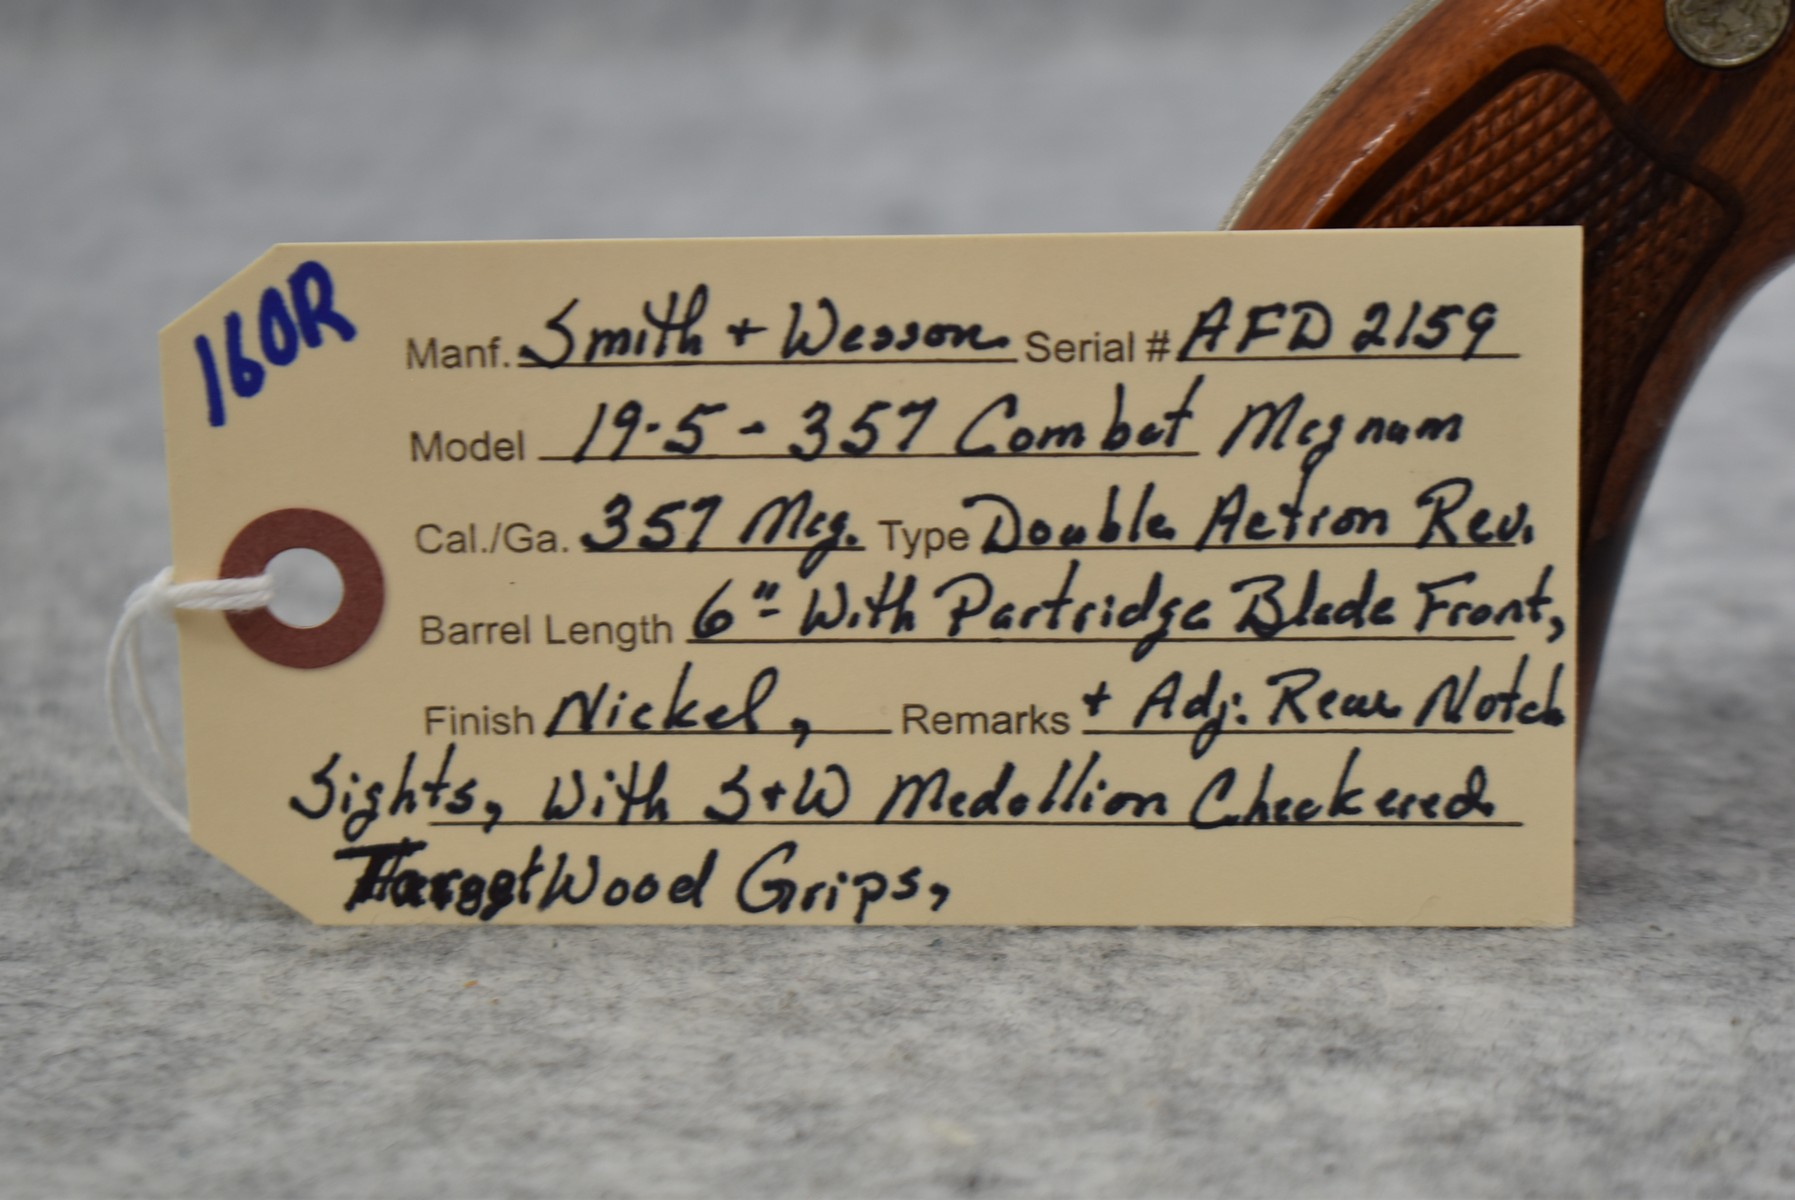 160R
Manf. Smith + Wesson Serial # AFD 2159
Model 19-5 - 357 Combat Magnum
Cal./Ga. 357 Mag. Type Double Action Rev.
Barrel Length 6" - With Partridge Blade Front,
Finish Nickel, Remarks + Adj. Rear Notch
Sights, With S+W Medallion Checkered
Target Wood Grips,